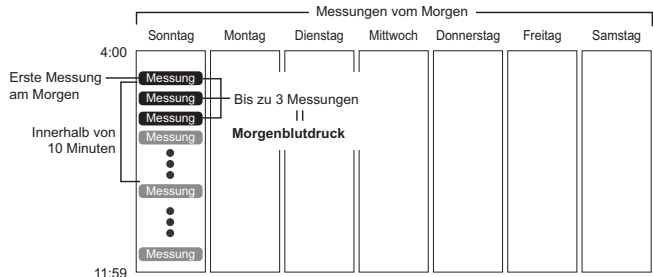 Messungen vom Morgen
Sonntag Montag Dienstag Mittwoch Donnerstag Freitag Samstag
4:00
Erste Messung
am Morgen
Messung
Messung
Messung
Bis zu 3 Messungen
=
Morgenblutdruck
Innerhalb von
10 Minuten
Messung
Messung
Messung
11:59